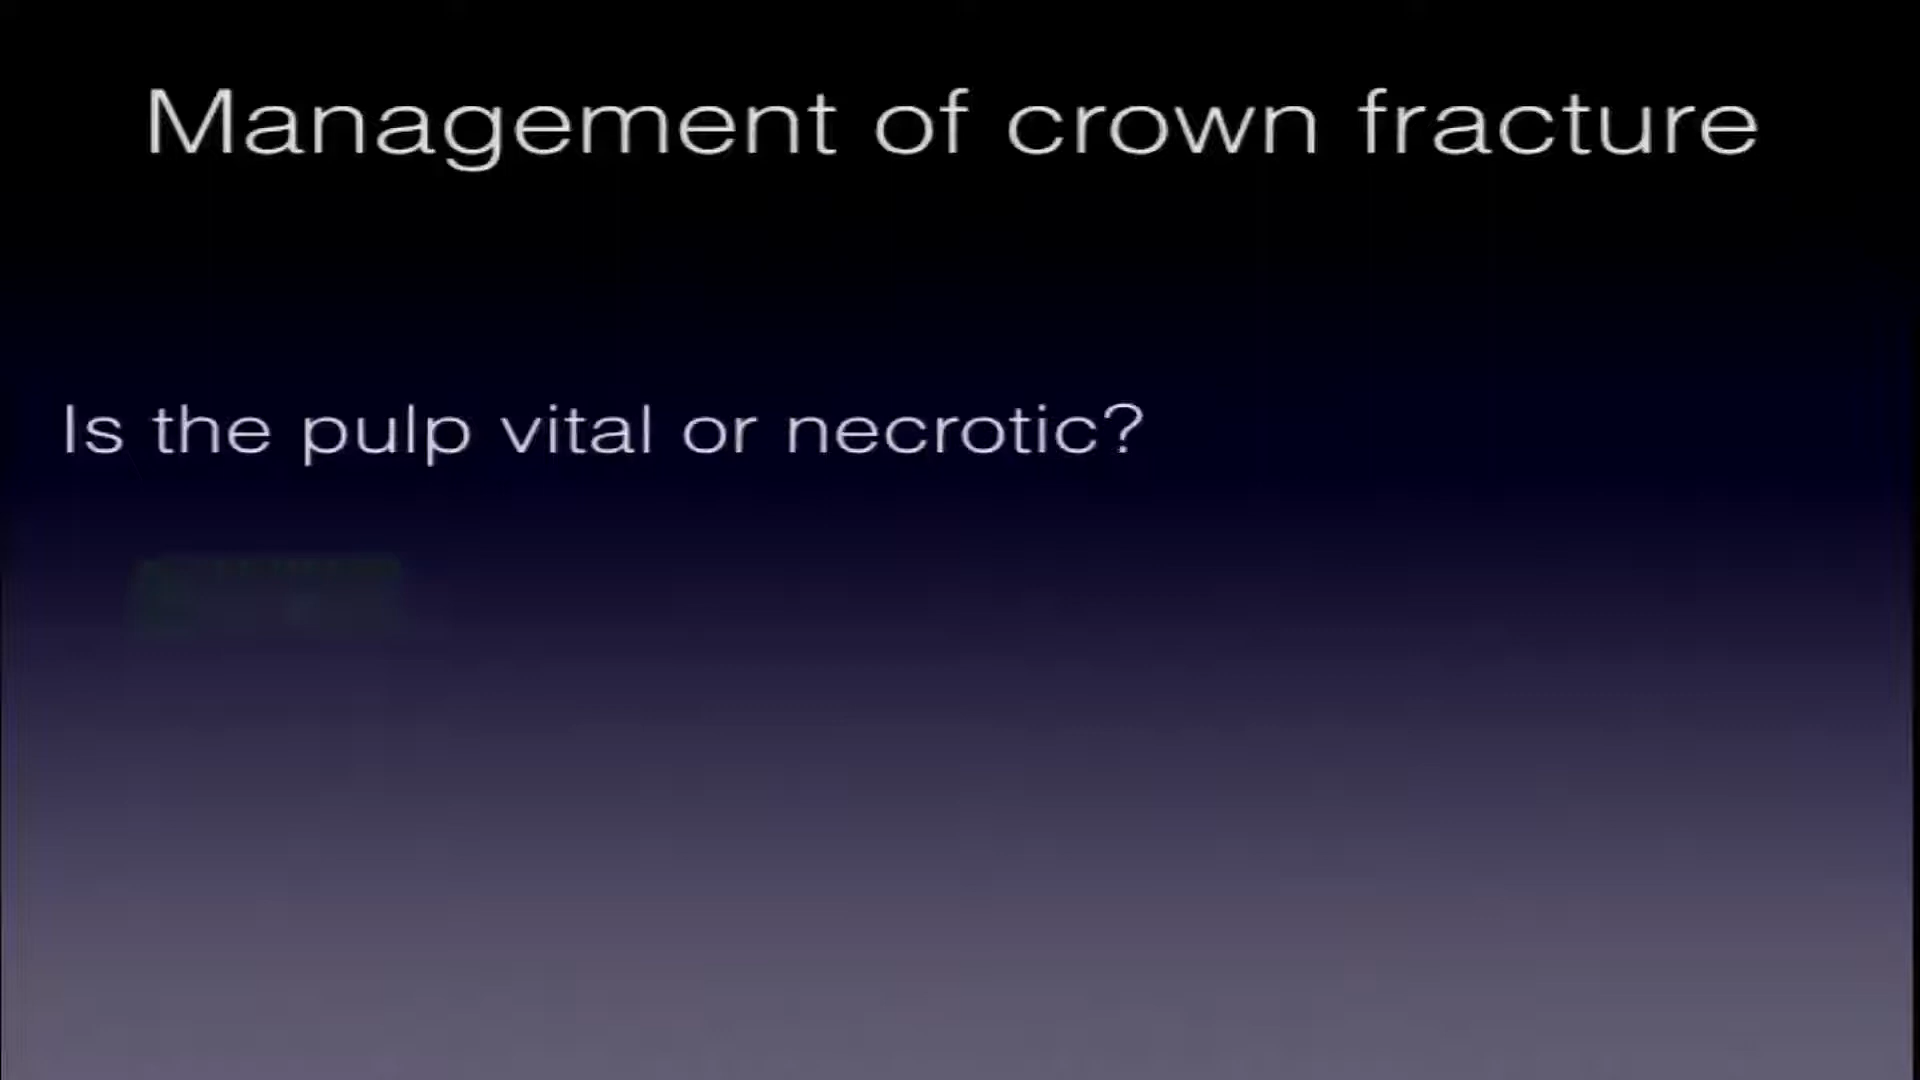 Management of crown fracture
Is the pulp vital or necrotic?